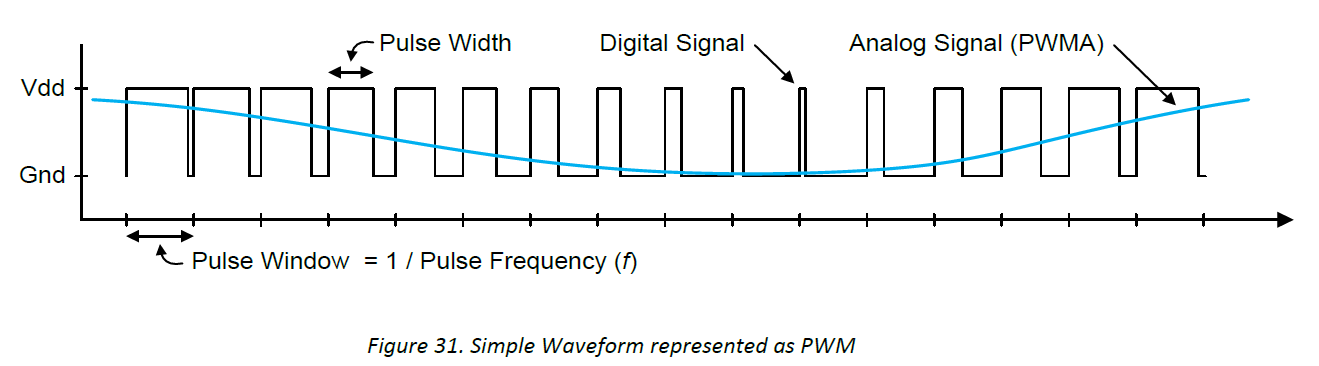 Pulse Width
Digital Signal
Analog Signal (PWMA)
Vdd
Gnd
Pulse Window = 1 / Pulse Frequency (f)
Figure 31. Simple Waveform represented as PWM